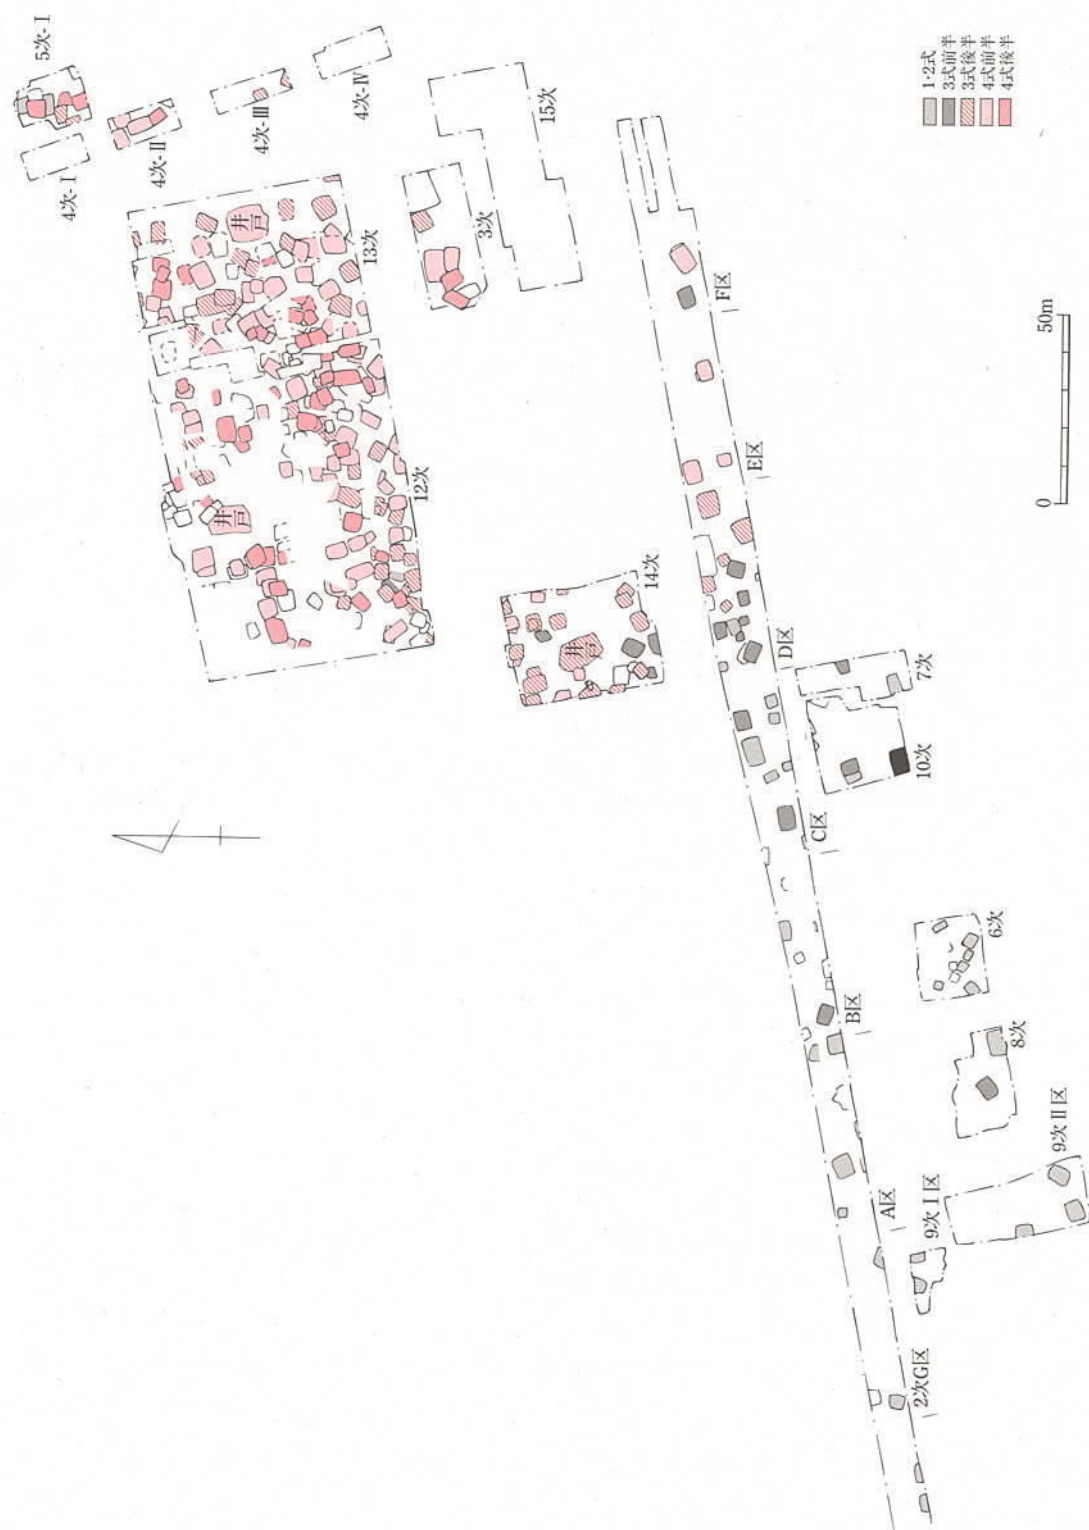 5次-Ⅰ
4次-Ⅰ
4次-Ⅱ
4次-Ⅲ
4次-Ⅳ
井戸
13次
3次
15次
井戸
12次
井戸
14次
F区
E区
D区
7次
10次
C区
6次
B区
8次
9次Ⅱ区
A区
9次Ⅰ区
2次G区
1·2式
3式前半
3式後半
4式前半
4式後半
0
50m